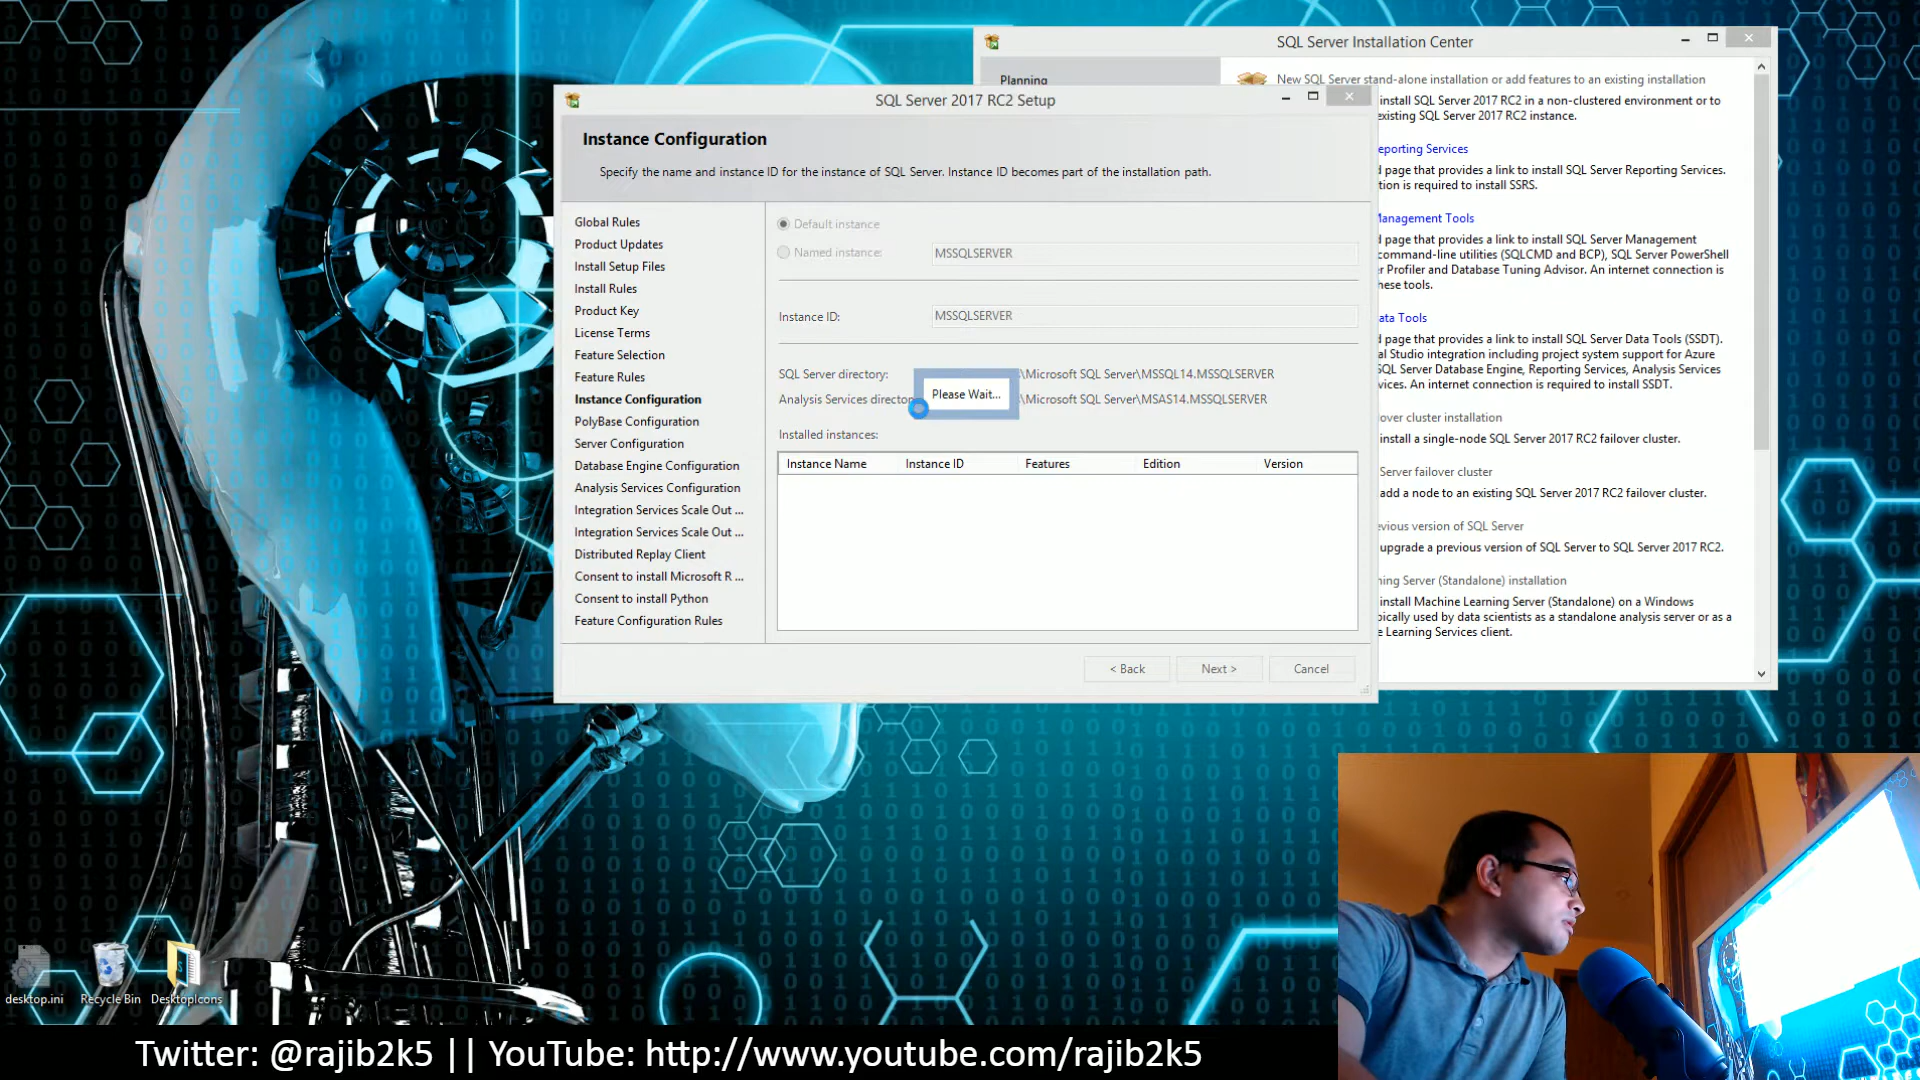 SQL Server Installation Center
Planning
New SQL Server stand-alone installation or add features to an existing installation
install SQL Server 2017 RC2 in a non-clustered environment or to
existing SQL Server 2017 RC2 instance.
eporting Services
d page that provides a link to install SQL Server Reporting Services.
tion is required to install SSRS.
Management Tools
d page that provides a link to install SQL Server Management
command-line utilities (SQLCMD and BCP), SQL Server PowerShell
r Profiler and Database Tuning Advisor. An internet connection is
hese tools.
ata Tools
d page that provides a link to install SQL Server Data Tools (SSDT).
al Studio integration including project system support for Azure
SQL Server Database Engine, Reporting Services, Analysis Services
vices. An internet connection is required to install SSDT.
over cluster installation
install a single-node SQL Server 2017 RC2 failover cluster.
Server failover cluster
add a node to an existing SQL Server 2017 RC2 failover cluster.
evious version of SQL Server
upgrade a previous version of SQL Server to SQL Server 2017 RC2.
ning Server (Standalone) installation
install Machine Learning Server (Standalone) on a Windows
pically used by data scientists as a standalone analysis server or as a
e Learning Services client.
SQL Server 2017 RC2 Setup
Instance Configuration
Specify the name and instance ID for the instance of SQL Server. Instance ID becomes part of the installation path.
Global Rules
Product Updates
Install Setup Files
Install Rules
Product Key
License Terms
Feature Selection
Feature Rules
Instance Configuration
PolyBase Configuration
Server Configuration
Database Engine Configuration
Analysis Services Configuration
Integration Services Scale Out ...
Integration Services Scale Out ...
Distributed Replay Client
Consent to install Microsoft R ...
Consent to install Python
Feature Configuration Rules
Default instance
Named instance: MSSQLSERVER
Instance ID: MSSQLSERVER
SQL Server directory: :\Microsoft SQL Server\MSSQL14.MSSQLSERVER
Please Wait...
Analysis Services director \Microsoft SQL Server\MSAS14.MSSQLSERVER
Installed instances:
Instance Name Instance ID Features Edition Version
< Back Next > Cancel
desktop.ini Recycle Bin DesktopIcons
Twitter: @rajib2k5 || YouTube: http://www.youtube.com/rajib2k5